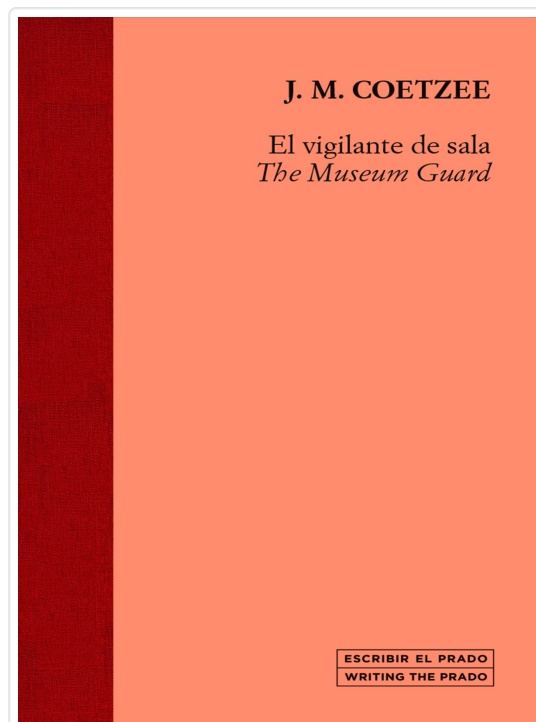 J. M. COETZEE
El vigilante de sala
The Museum Guard
ESCRIBIR EL PRADO
WRITING THE PRADO